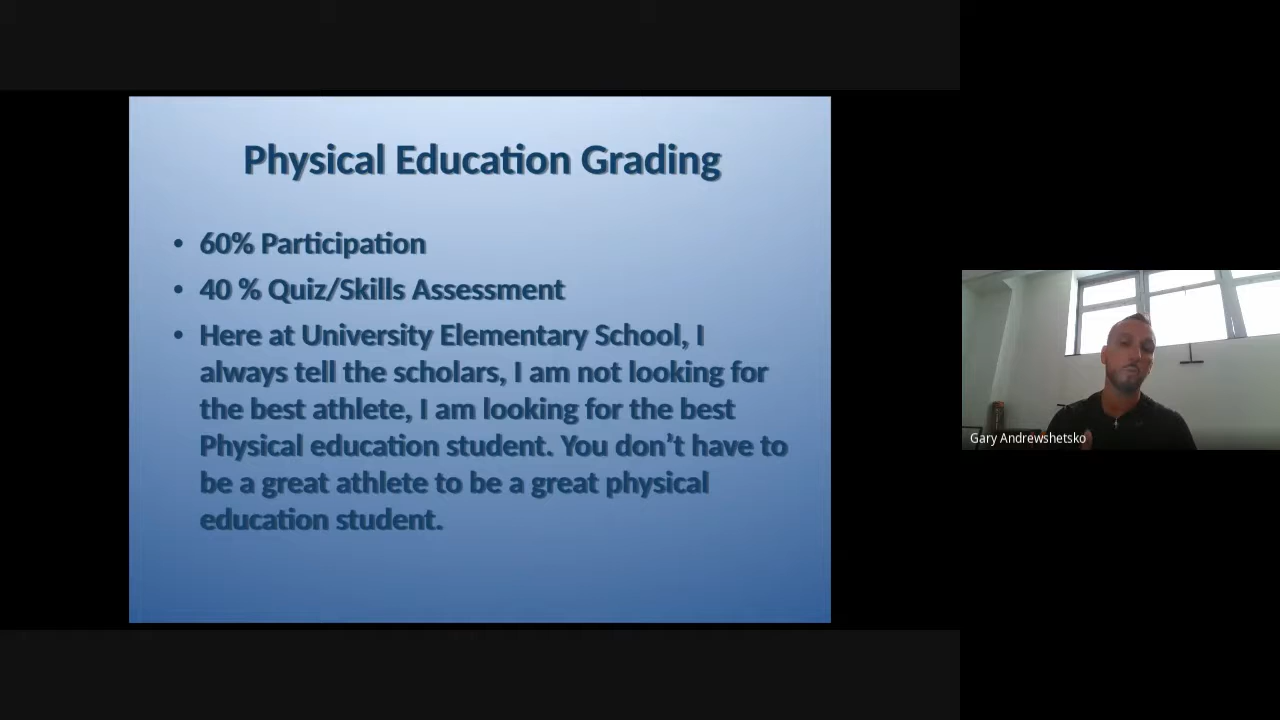 Physical Education Grading
• 60% Participation
• 40 % Quiz/Skills Assessment
• Here at University Elementary School, I
always tell the scholars, I am not looking for
the best athlete, I am looking for the best
Physical education student. You don’t have to
be a great athlete to be a great physical
education student.
Gary Andrewshetsko